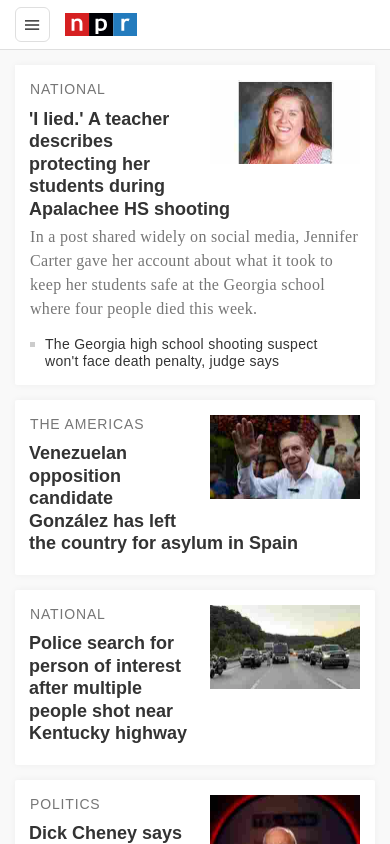 npr
NATIONAL
'I lied.' A teacher
describes
protecting her
students during
Apalachee HS shooting
In a post shared widely on social media, Jennifer
Carter gave her account about what it took to
keep her students safe at the Georgia school
where four people died this week.
The Georgia high school shooting suspect
won't face death penalty, judge says
THE AMERICAS
Venezuelan
opposition
candidate
González has left
the country for asylum in Spain
NATIONAL
Police search for
person of interest
after multiple
people shot near
Kentucky highway
POLITICS
Dick Cheney says